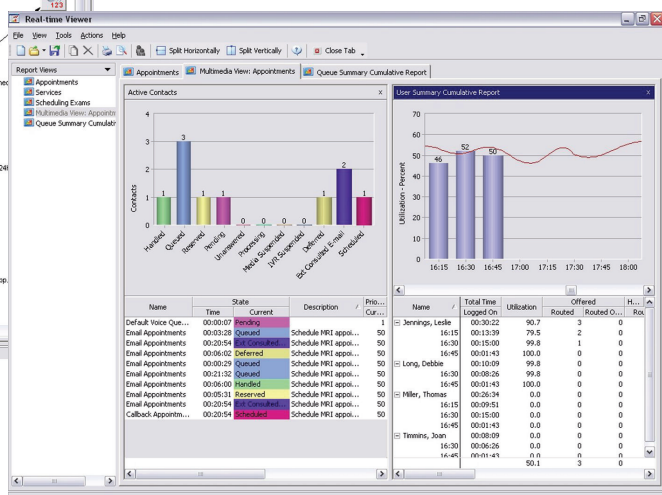 123
Real-time Viewer
File View Tools Actions Help
Split Horizontally Split Vertically Close Tab
Report Views
Appointments
Services
Scheduling Exams
Multimedia View: Appointm
Queue Summary Cumulati
Appointments Multimedia View: Appointments Queue Summary Cumulative Report
Active Contacts x
Contacts
4
3
2
1
0
1 3 1 1 0 0 0 0 1 2 1
Handled Queued Reserved Pending Unanswered Processing Media Suspended IVR Suspended Deferred Ext Consulted E-mail Scheduled
User Summary Cumulative Report x
Utilization - Percent
70
60
50
40
30
20
10
0
46 52 50
16:15 16:30 16:45 17:00 17:15 17:30 17:45 18:00
Name State Description / Prio...
Time Current Cur...
Default Voice Que... 00:00:07 Pending 1
Email Appointments 00:03:28 Queued Schedule MRI appoi... 50
Email Appointments 00:20:54 Ext Consulted... Schedule MRI appoi... 50
Email Appointments 00:06:02 Deferred Schedule MRI appoi... 50
Email Appointments 00:00:29 Queued Schedule MRI appoi... 50
Email Appointments 00:21:32 Queued Schedule MRI appoi... 50
Email Appointments 00:06:00 Handled Schedule MRI appoi... 50
Email Appointments 00:05:31 Reserved Schedule MRI appoi... 50
Email Appointments 00:20:54 Ext Consulted... Schedule MRI appoi... 50
Callback Appointm... 00:20:54 Scheduled Schedule MRI appoi... 50
Name / Total Time Utilization Offered H...
Logged On Routed Routed O... Rou
Jennings, Leslie 00:30:22 90.7 3 0
16:15 00:13:39 79.5 2 0
16:30 00:15:00 99.8 1 0
16:45 00:01:43 100.0 0 0
Long, Debbie 00:10:09 99.8 0 0
16:30 00:08:26 99.8 0 0
16:45 00:01:43 100.0 0 0
Miller, Thomas 00:26:34 0.0 0 0
16:15 00:09:51 0.0 0 0
16:30 00:15:00 0.0 0 0
16:45 00:01:43 0.0 0 0
Timmins, Joan 00:08:09 0.0 0 0
16:30 00:06:26 0.0 0 0
16:45 00:01:43 0.0 0 0
50.1 3 0